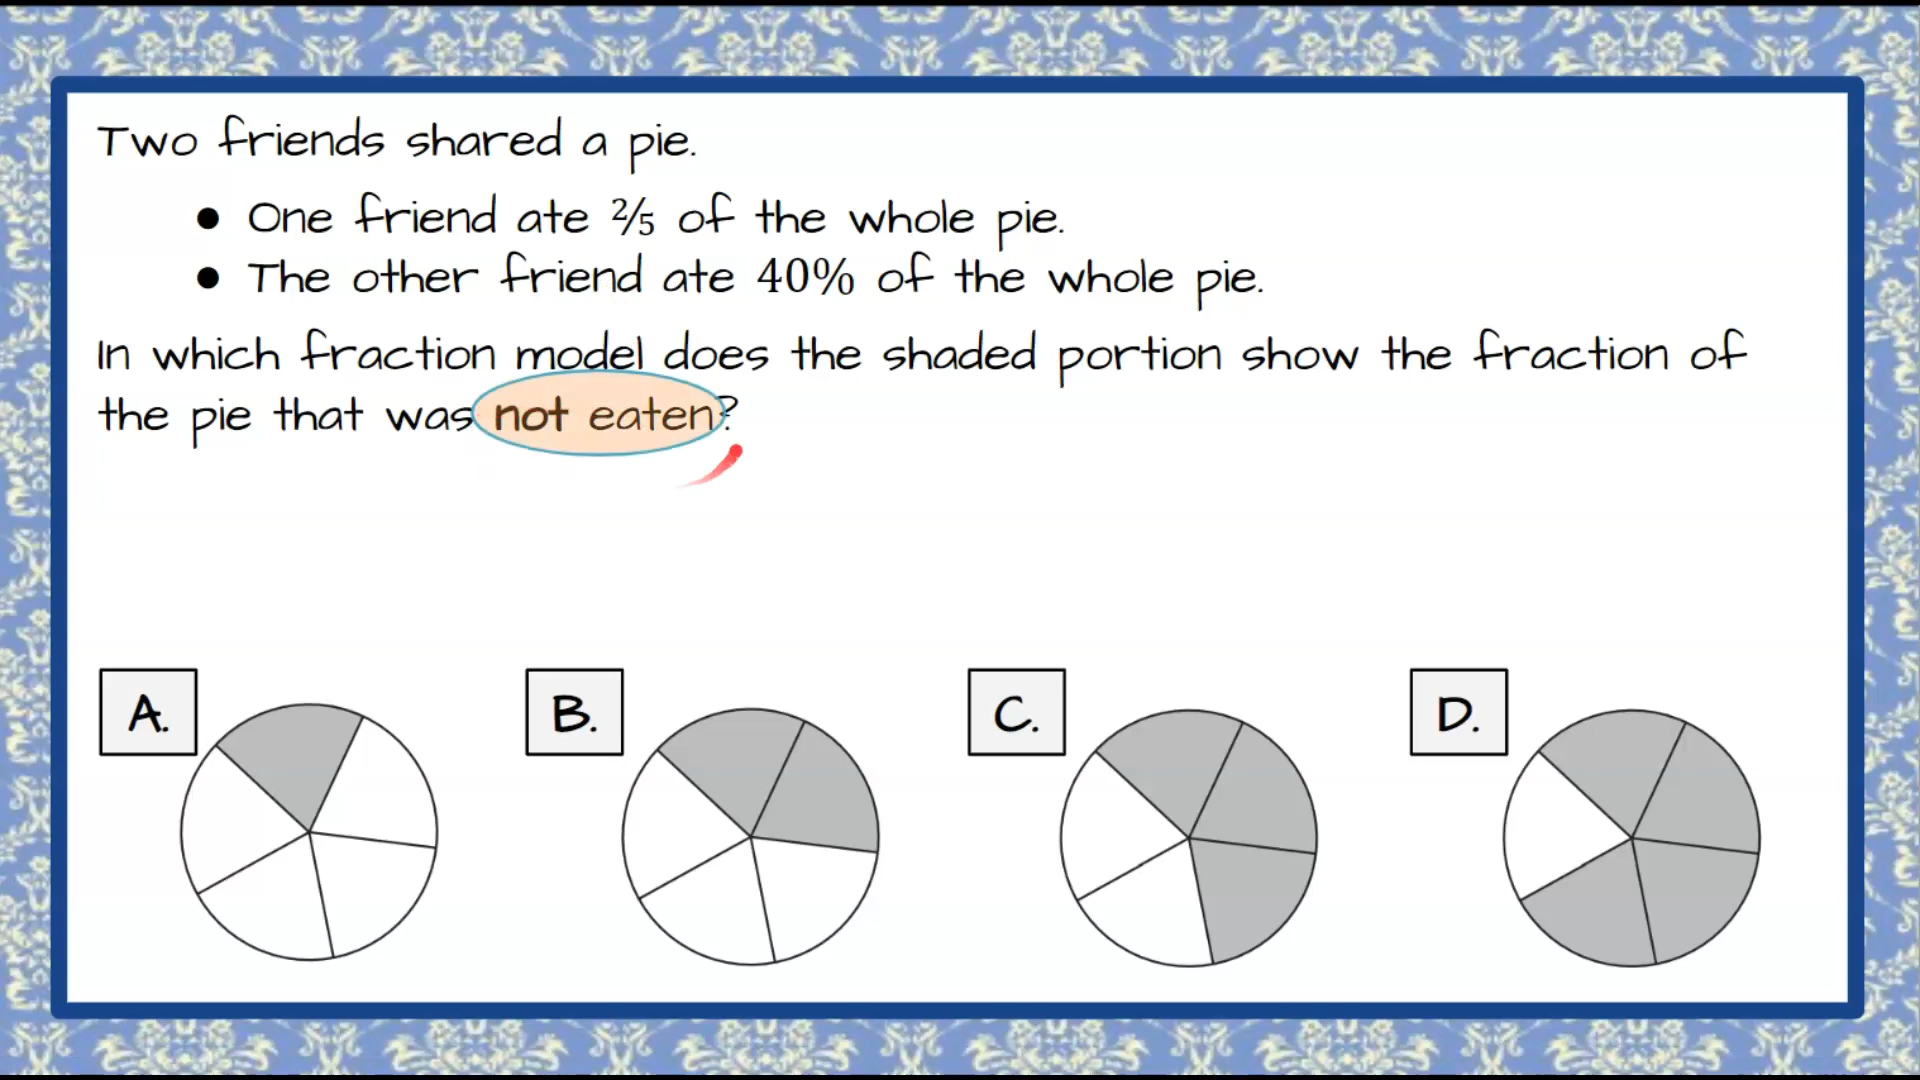 Two friends shared a pie.
● One friend ate ⅖ of the whole pie.
● The other friend ate 40% of the whole pie.
In which fraction model does the shaded portion show the fraction of
the pie that was not eaten?
A. B. C. D.